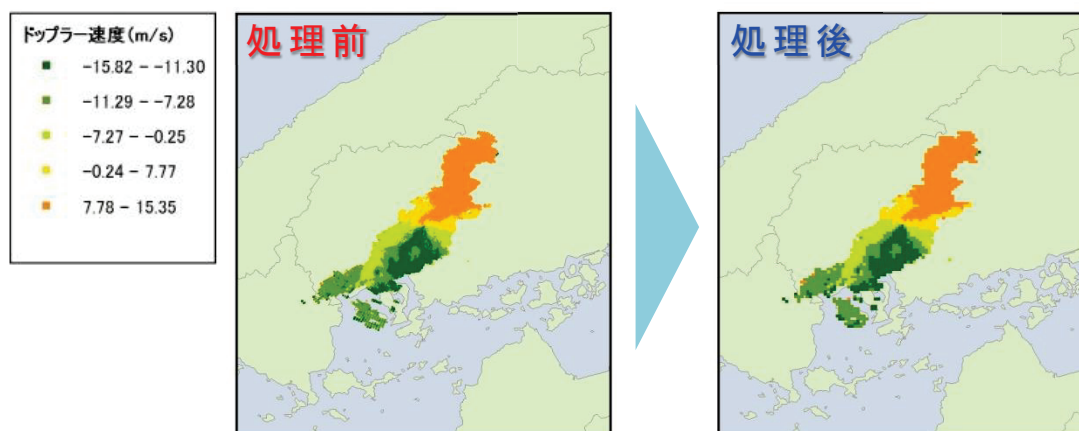 ドップラー速度(m/s)
-15.82 - -11.30
-11.29 - -7.28
-7.27 - -0.25
-0.24 - 7.77
7.78 - 15.35
処理前
処理後